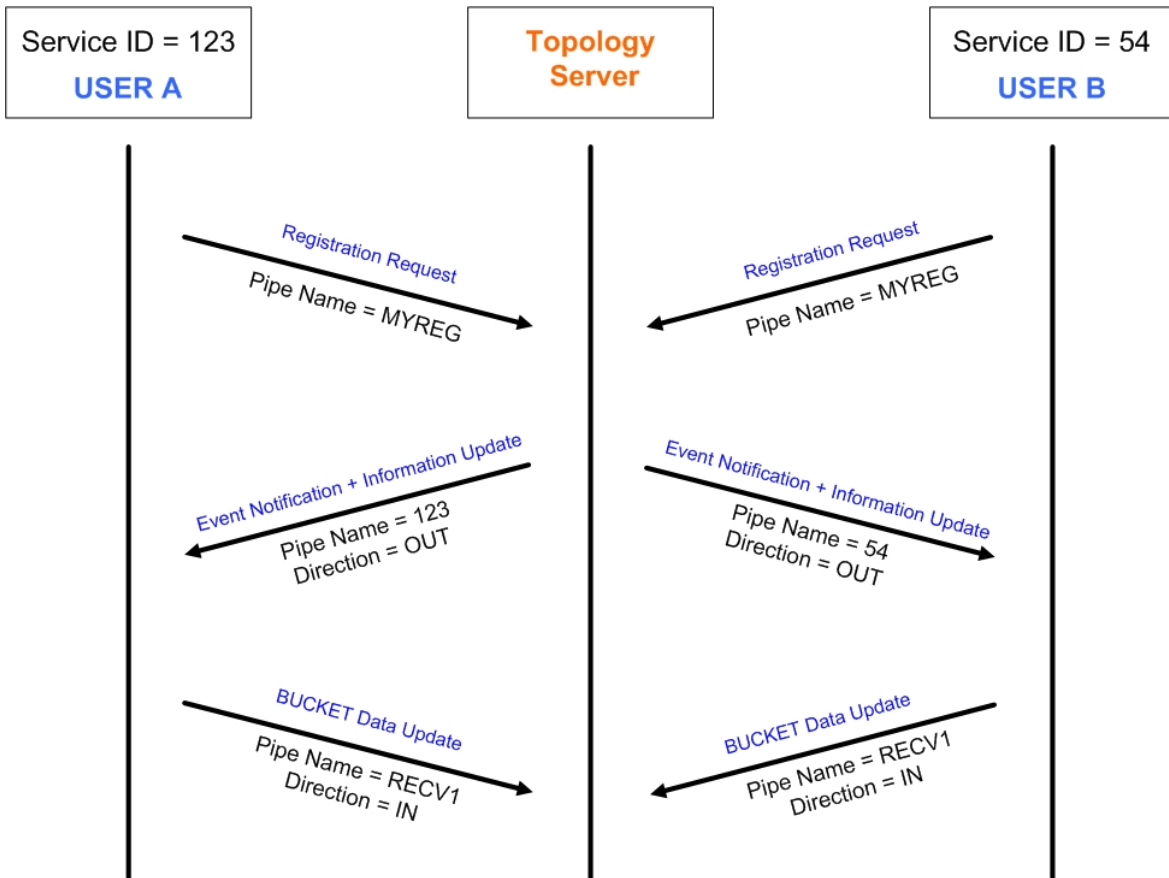 Service ID = 123
USER A
Topology
Server
Service ID = 54
USER B
Registration Request
Pipe Name = MYREG
Registration Request
Pipe Name = MYREG
Event Notification + Information Update
Pipe Name = 123
Direction = OUT
Event Notification + Information Update
Pipe Name = 54
Direction = OUT
BUCKET Data Update
Pipe Name = RECV1
Direction = IN
BUCKET Data Update
Pipe Name = RECV1
Direction = IN